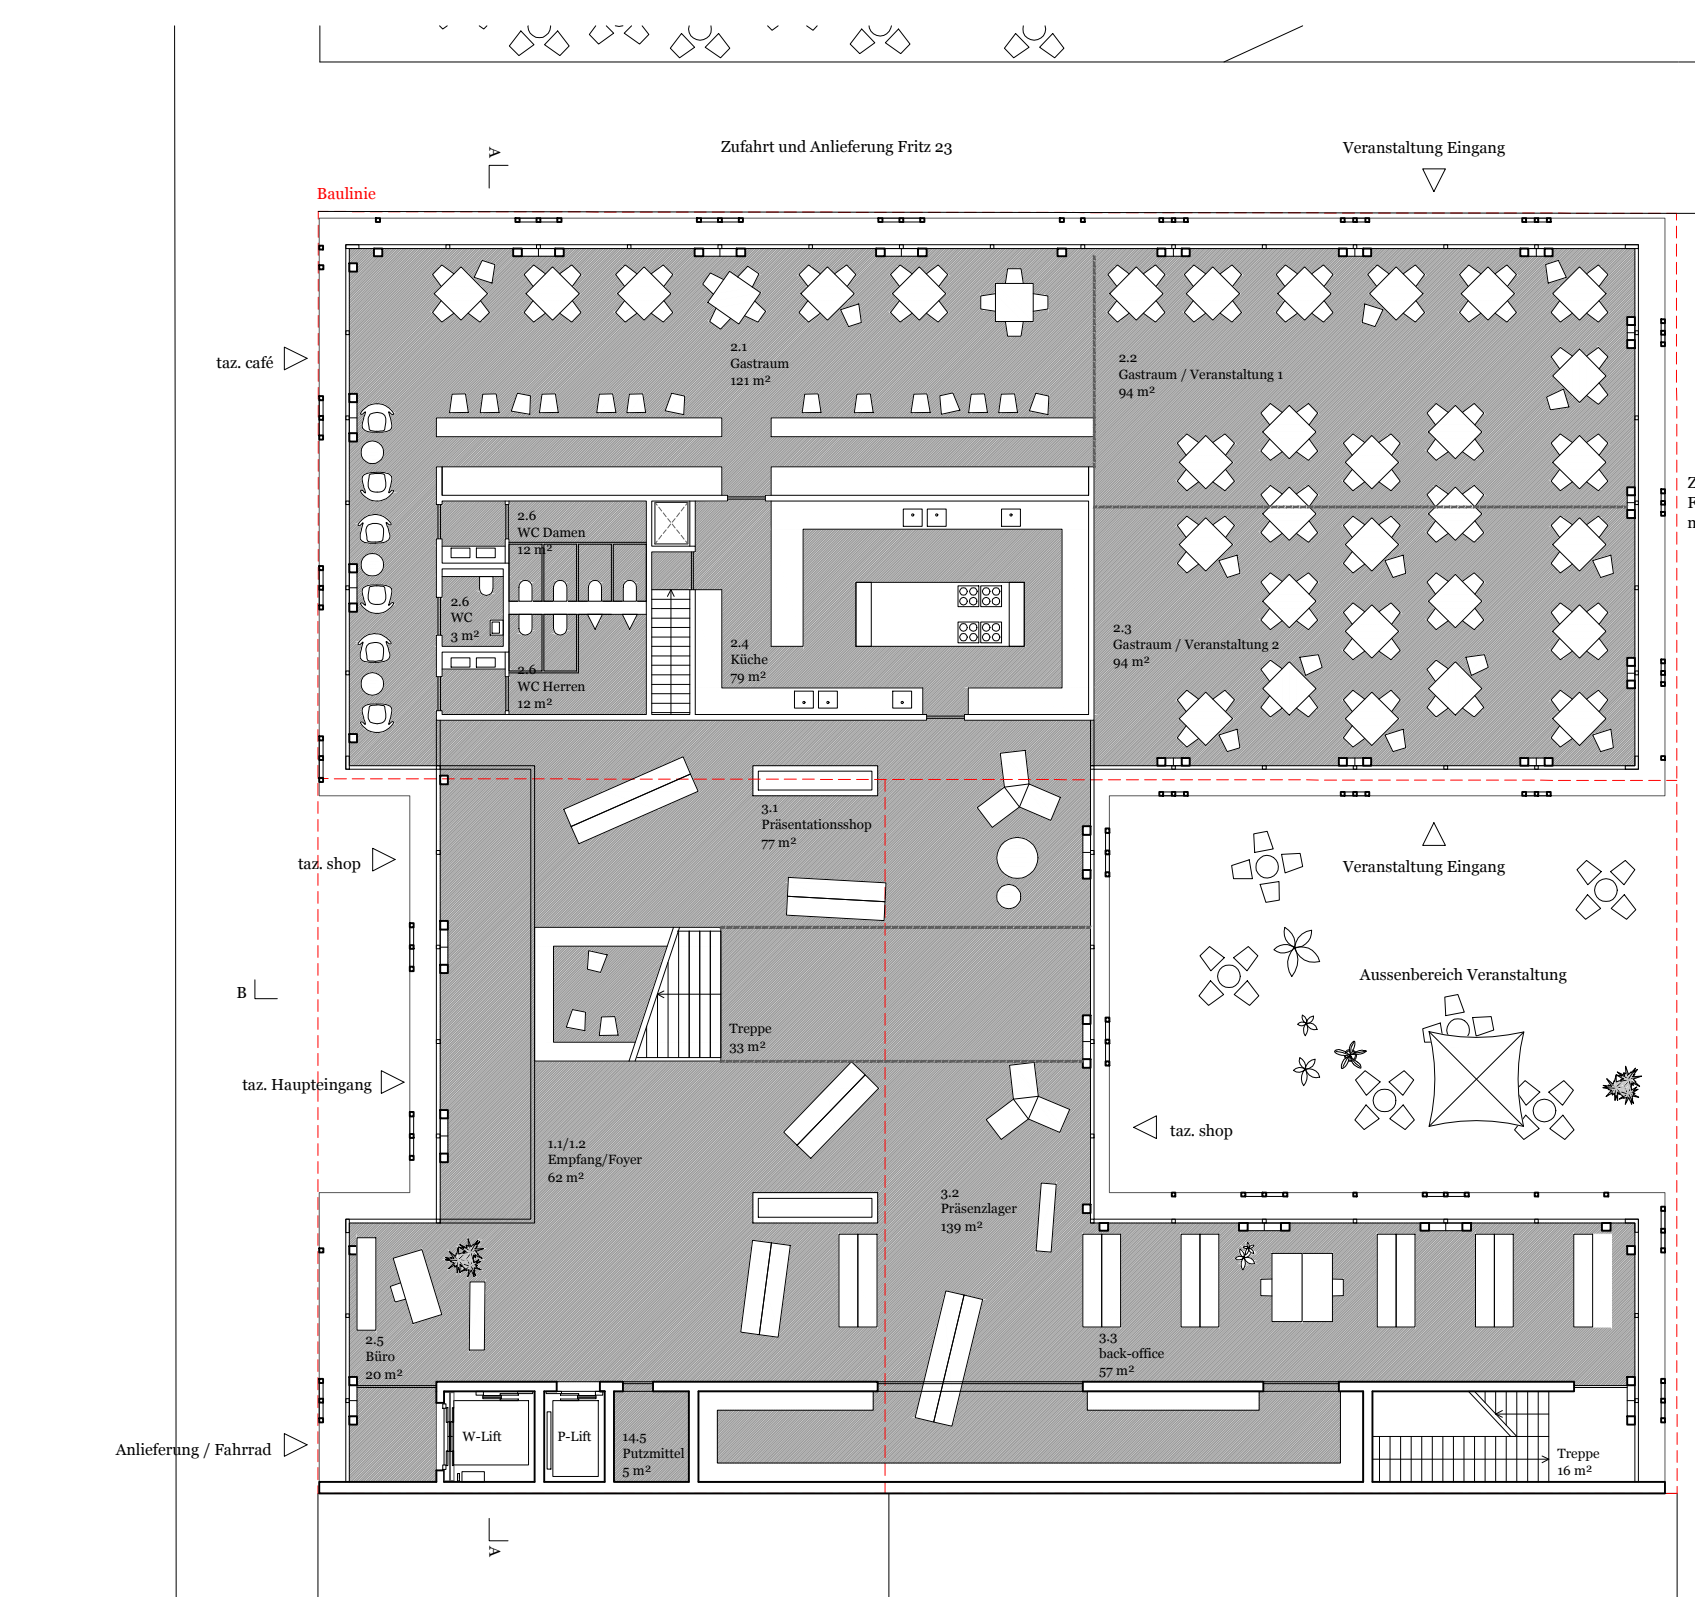 Zufahrt und Anlieferung Fritz 23
Veranstaltung Eingang
A
Baulinie
taz. café
2.1
Gastraum
121 m²
2.2
Gastraum / Veranstaltung 1
94 m²
2.6
WC Damen
12 m²
2.6
WC
3 m²
2.6
WC Herren
12 m²
2.4
Küche
79 m²
2.3
Gastraum / Veranstaltung 2
94 m²
3.1
Präsentationsshop
77 m²
taz. shop
Veranstaltung Eingang
Aussenbereich Veranstaltung
B
Treppe
33 m²
taz. Haupteingang
taz. shop
1.1/1.2
Empfang/Foyer
62 m²
3.2
Präsenzlager
139 m²
2.5
Büro
20 m²
3.3
back-office
57 m²
Anlieferung / Fahrrad
W-Lift
P-Lift
14.5
Putzmittel
5 m²
Treppe
16 m²
A